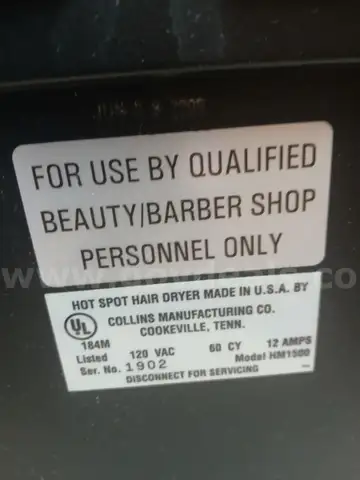 FOR USE BY QUALIFIED
BEAUTY/BARBER SHOP
PERSONNEL ONLY
HOT SPOT HAIR DRYER MADE IN U.S.A. BY
UL COLLINS MANUFACTURING CO.
COOKEVILLE, TENN.
184M
Listed 120 VAC 60 CY 12 AMPS
Ser. No. 1902 Model HM1500
DISCONNECT FOR SERVICING